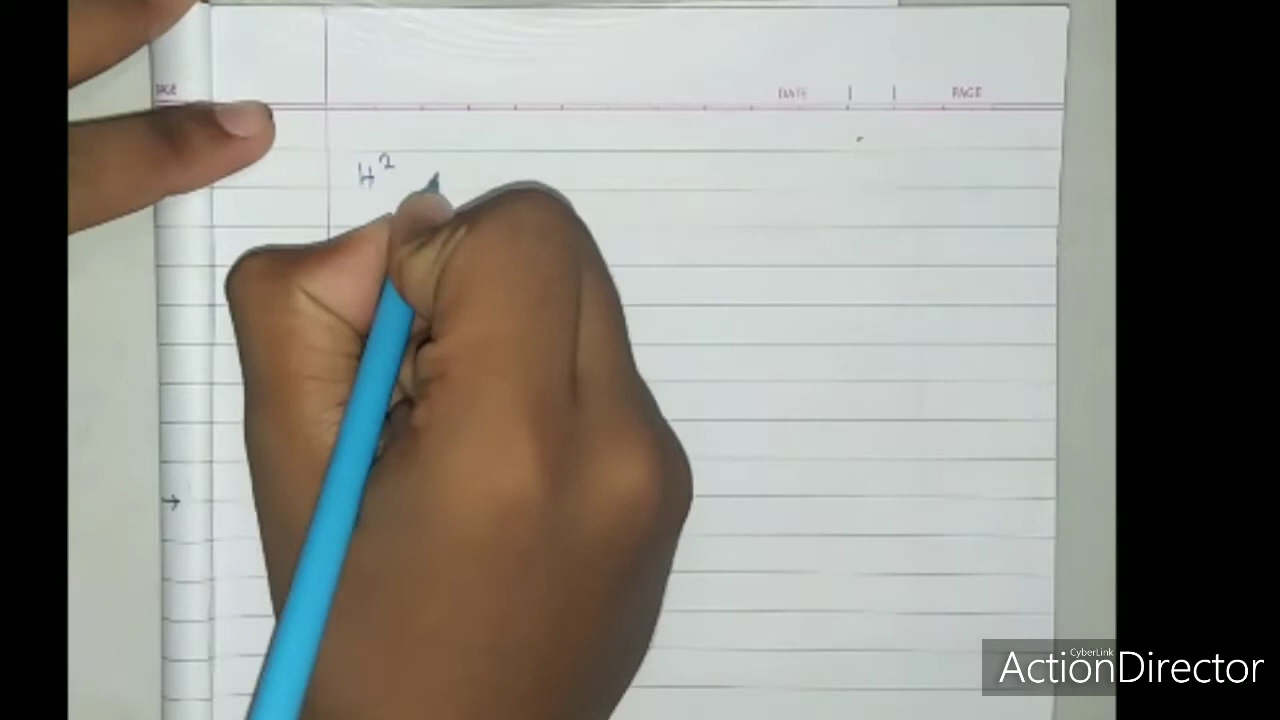 PAGE
DATE
PAGE
H²
→
CyberLink
ActionDirector